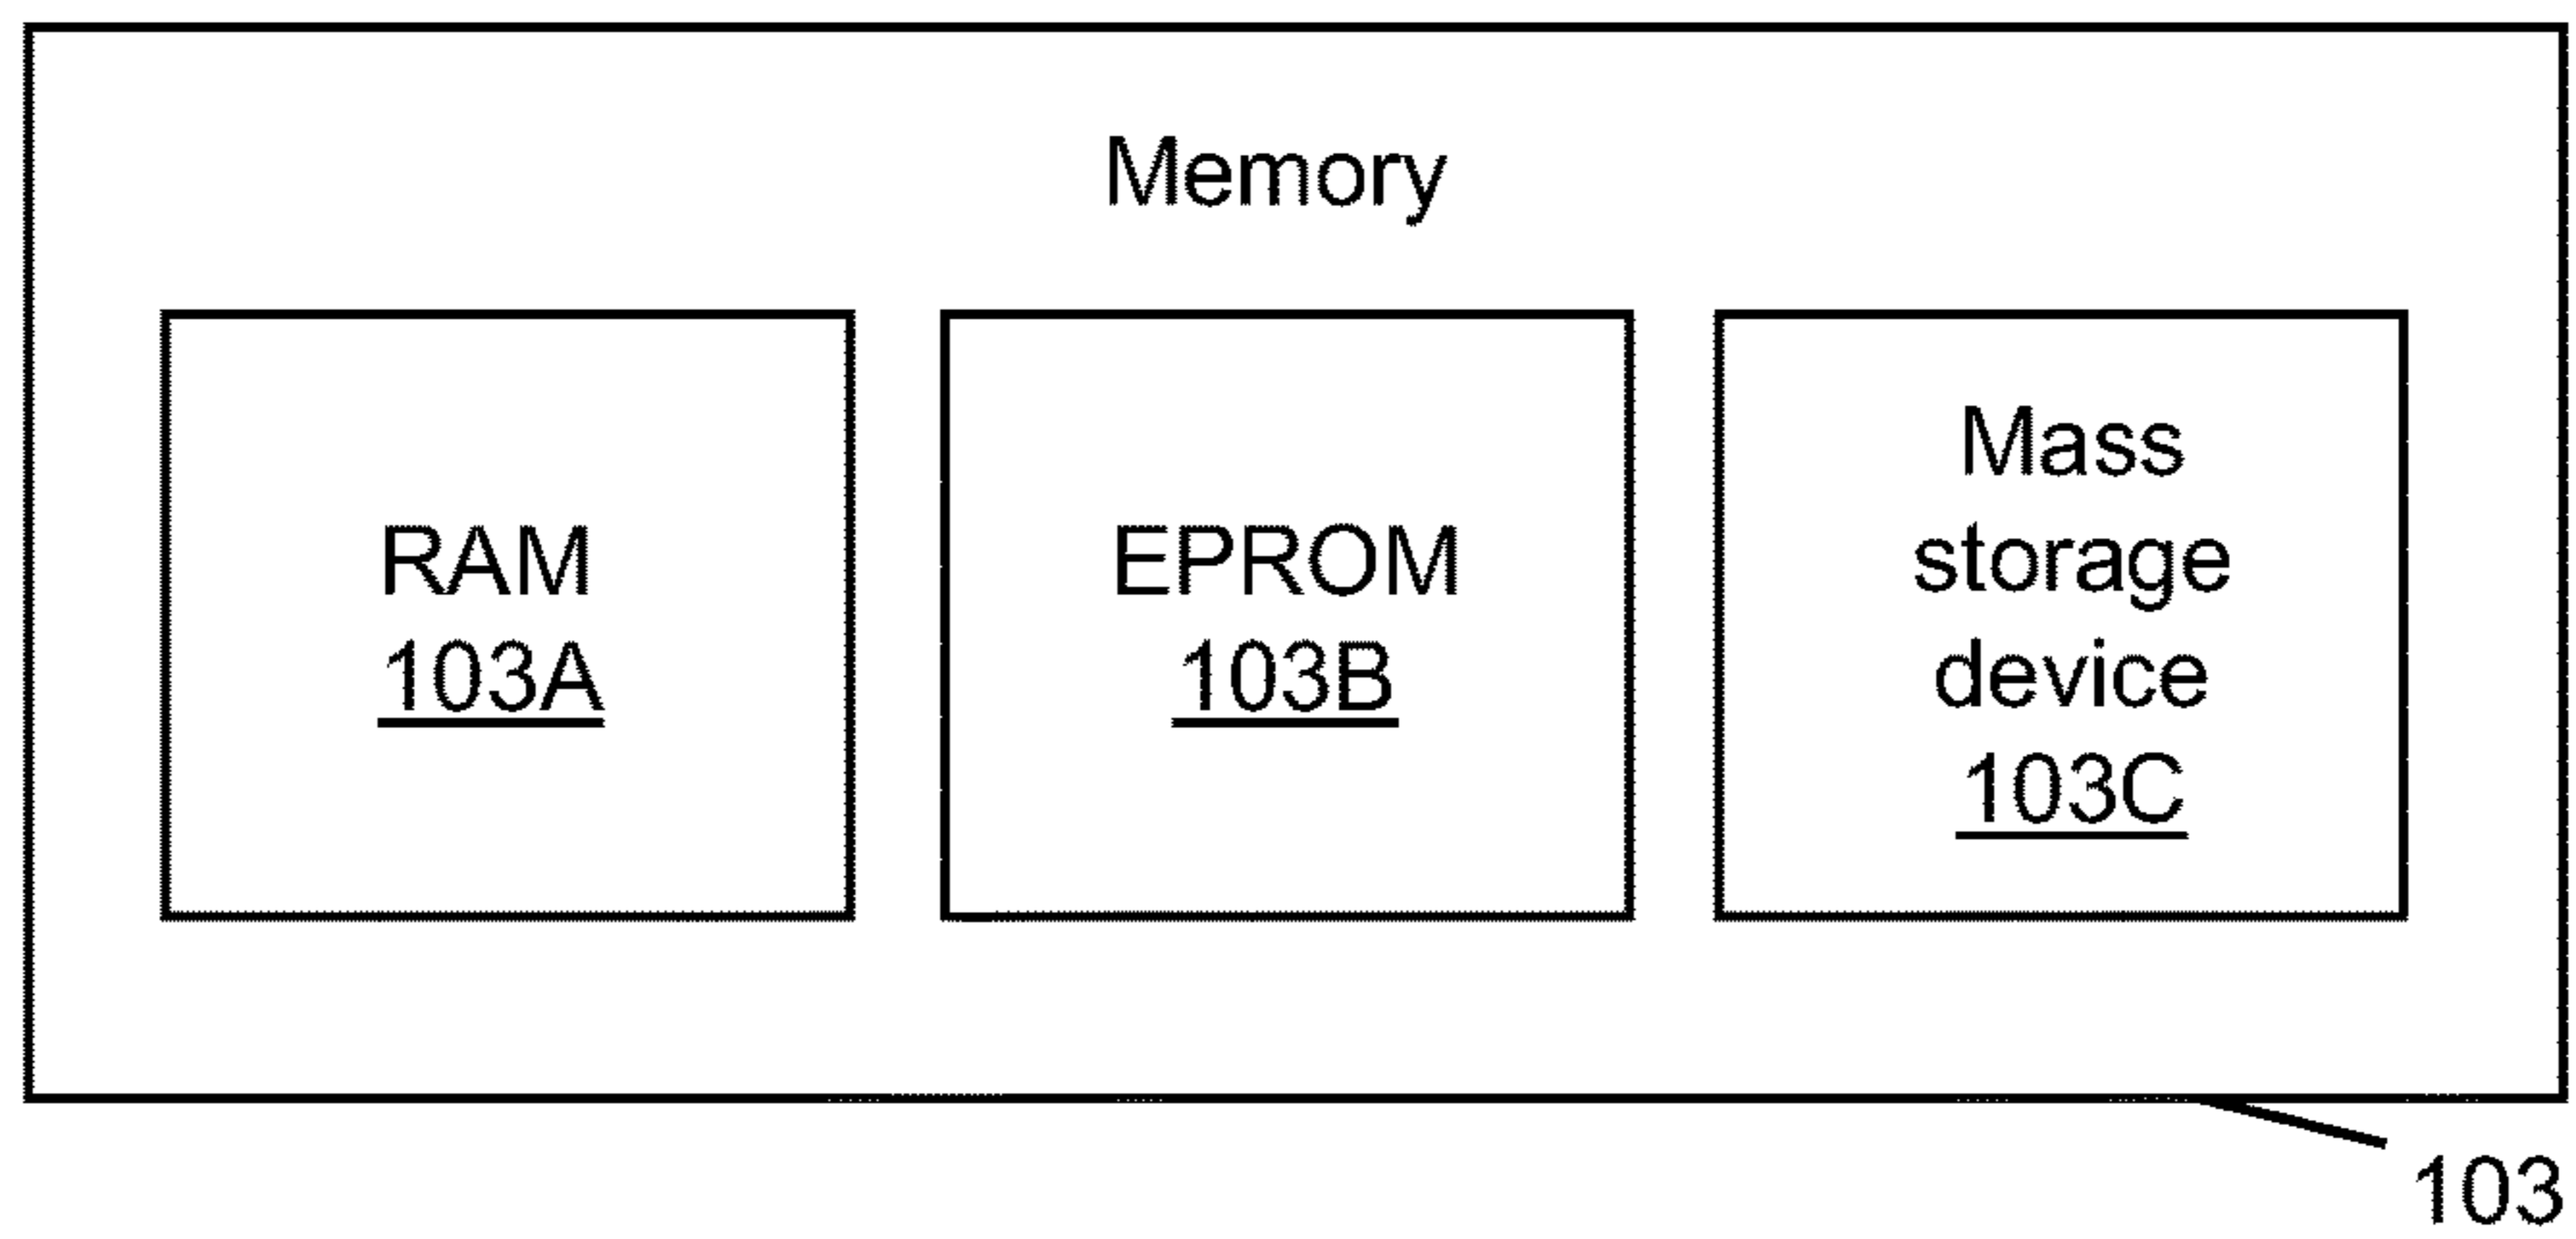 Memory
RAM
103A
EPROM
103B
Mass
storage
device
103C
103